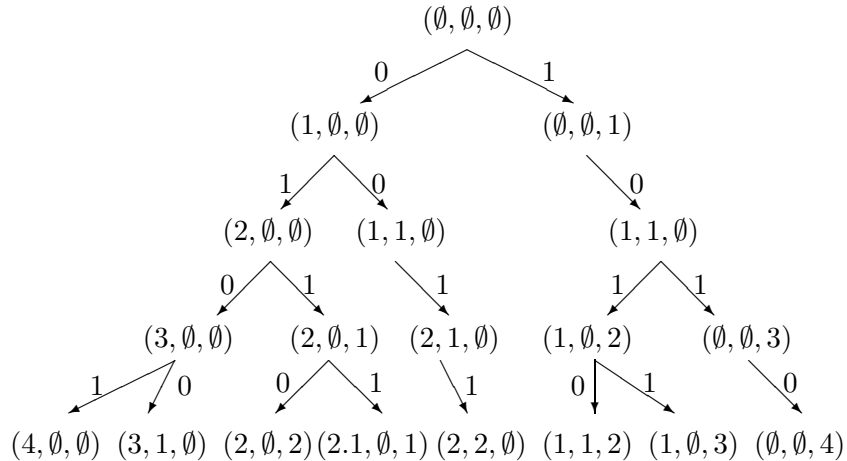 (∅, ∅, ∅)
0 1
(1, ∅, ∅) (∅, ∅, 1)
1 0 0
(2, ∅, ∅) (1, 1, ∅) (1, 1, ∅)
0 1 1 1 1
(3, ∅, ∅) (2, ∅, 1) (2, 1, ∅) (1, ∅, 2) (∅, ∅, 3)
1 0 0 1 1 0 1 0
(4, ∅, ∅) (3, 1, ∅) (2, ∅, 2) (2.1, ∅, 1) (2, 2, ∅) (1, 1, 2) (1, ∅, 3) (∅, ∅, 4)